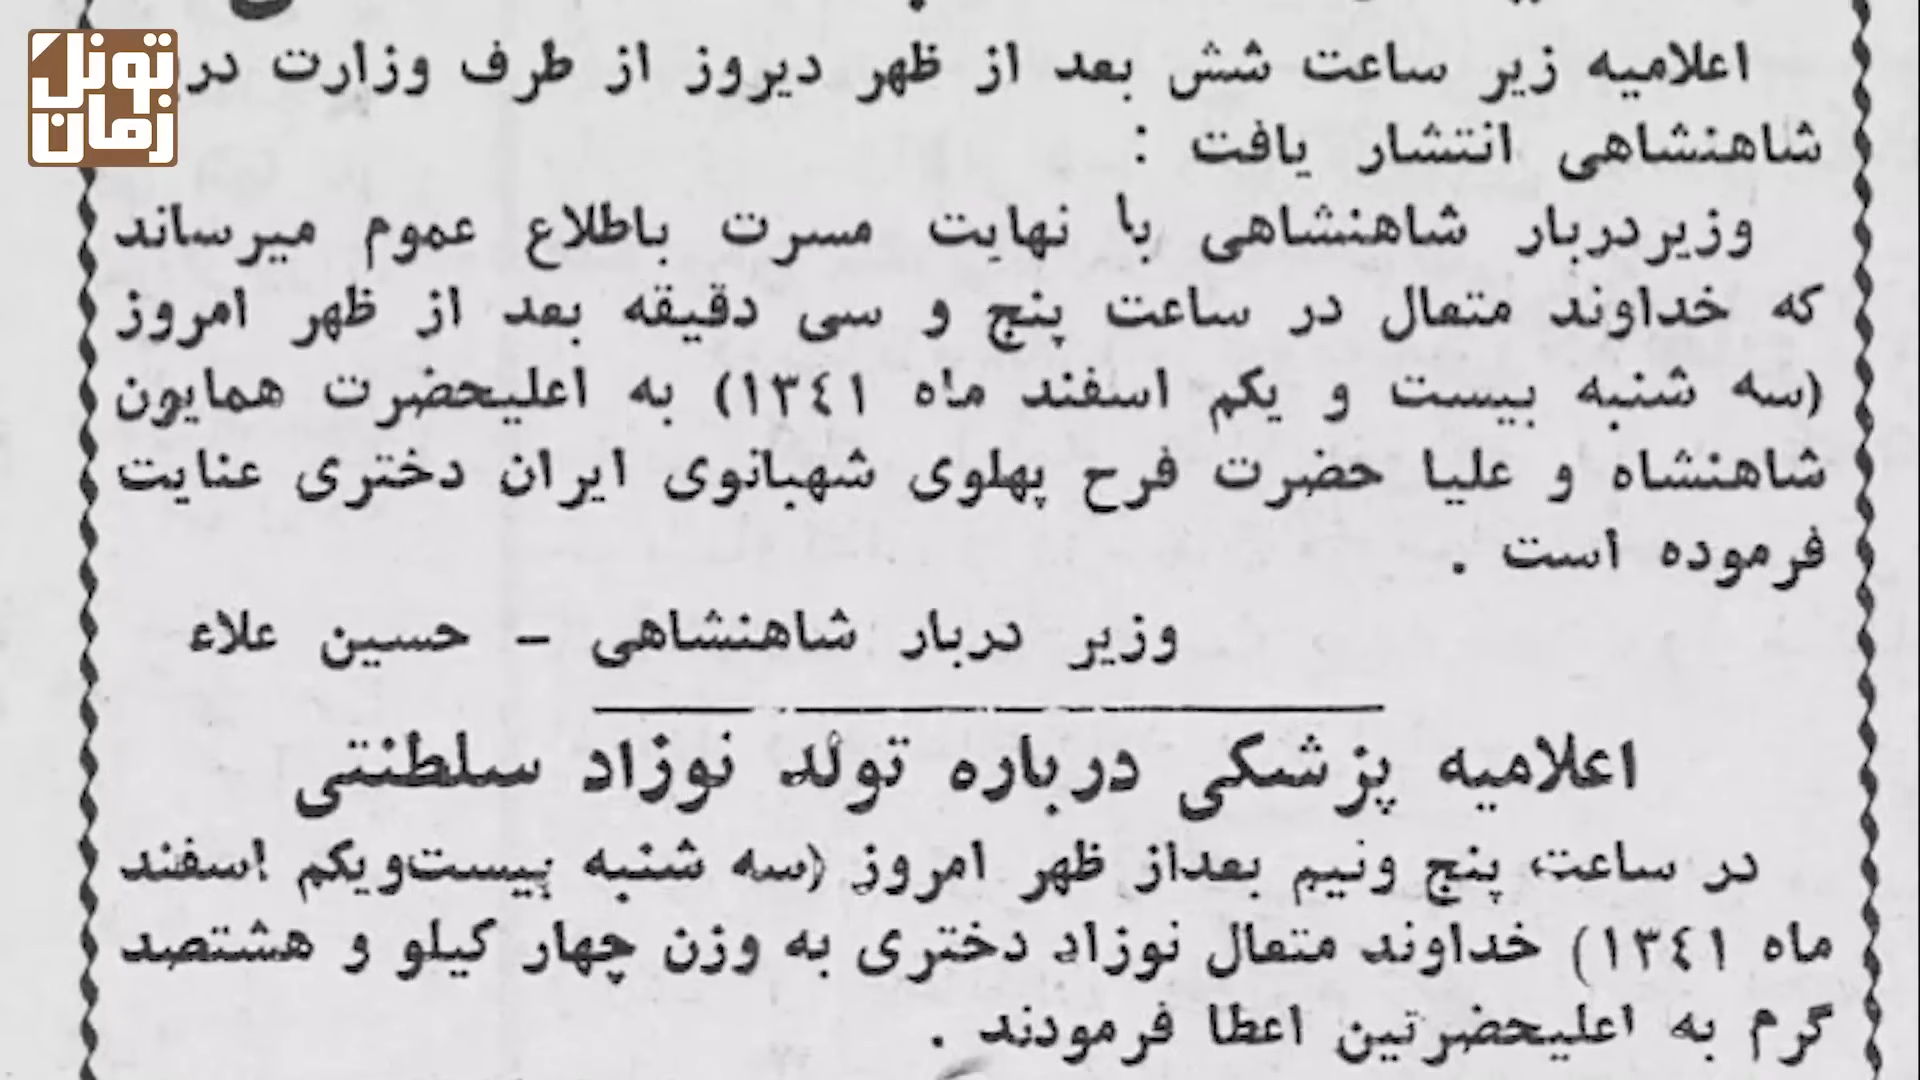 تونل
زمان
اعلامیه زیر ساعت شش بعد از ظهر دیروز از طرف وزارت در
شاهنشاهی انتشار یافت :
وزیردربار شاهنشاهی با نهایت مسرت باطلاع عموم میرساند
که خداوند متعال در ساعت پنج و سی دقیقه بعد از ظهر امروز
(سه شنبه بیست و یکم اسفند ماه ۱۳٤۱) به اعلیحضرت همایون
شاهنشاه و علیا حضرت فرح پهلوی شهبانوی ایران دختری عنایت
فرموده است .
وزیر دربار شاهنشاهی – حسین علاء
اعلامیه پزشکی درباره تولد نوزاد سلطنتی
در ساعت پنج ونیم بعداز ظهر امروز (سه شنبه بیست‌ویکم اسفند
ماه ۱۳٤۱) خداوند متعال نوزاد دختری به وزن چهار کیلو و هشتصد
گرم به اعلیحضرتین اعطا فرمودند .